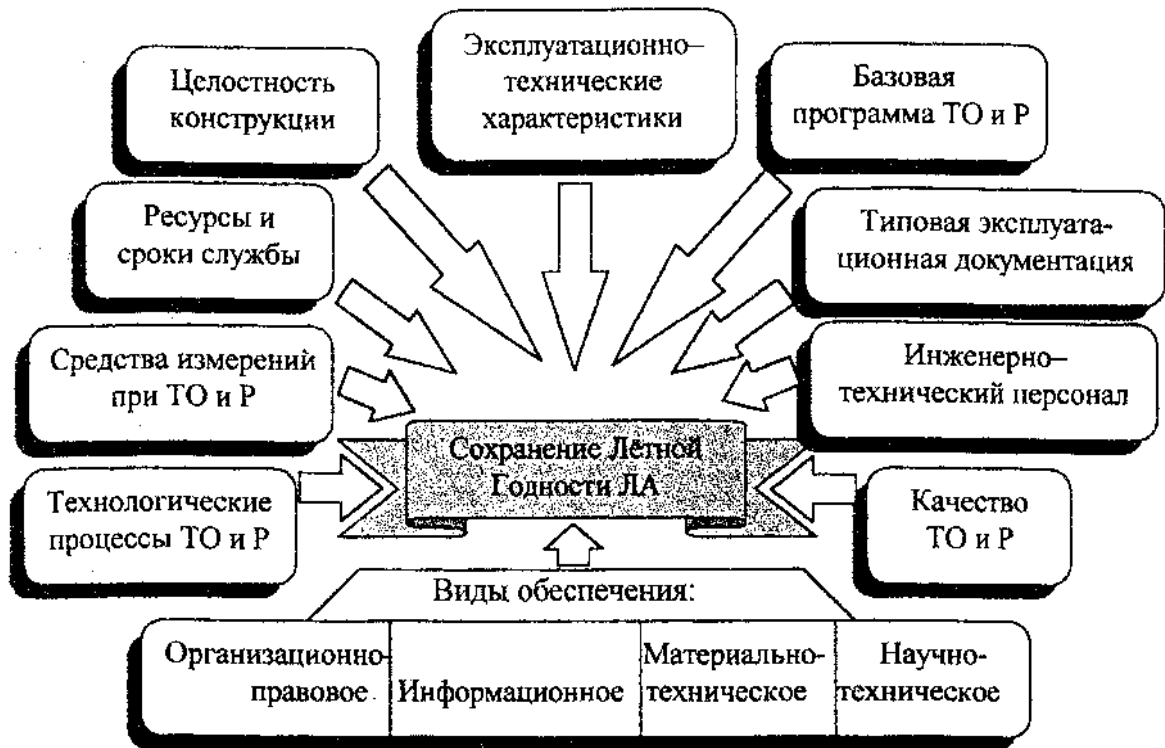 Целостность
конструкции
Эксплуатационно–
технические
характеристики
Базовая
программа ТО и Р
Ресурсы и
сроки службы
Типовая эксплуата-
ционная документация
Средства измерений
при ТО и Р
Инженерно–
технический персонал
Сохранение Лётной
Годности ЛА
Технологические
процессы ТО и Р
Качество
ТО и Р
Виды обеспечения:
Организационно-
правовое
Информационное
Материально-
техническое
Научно-
техническое